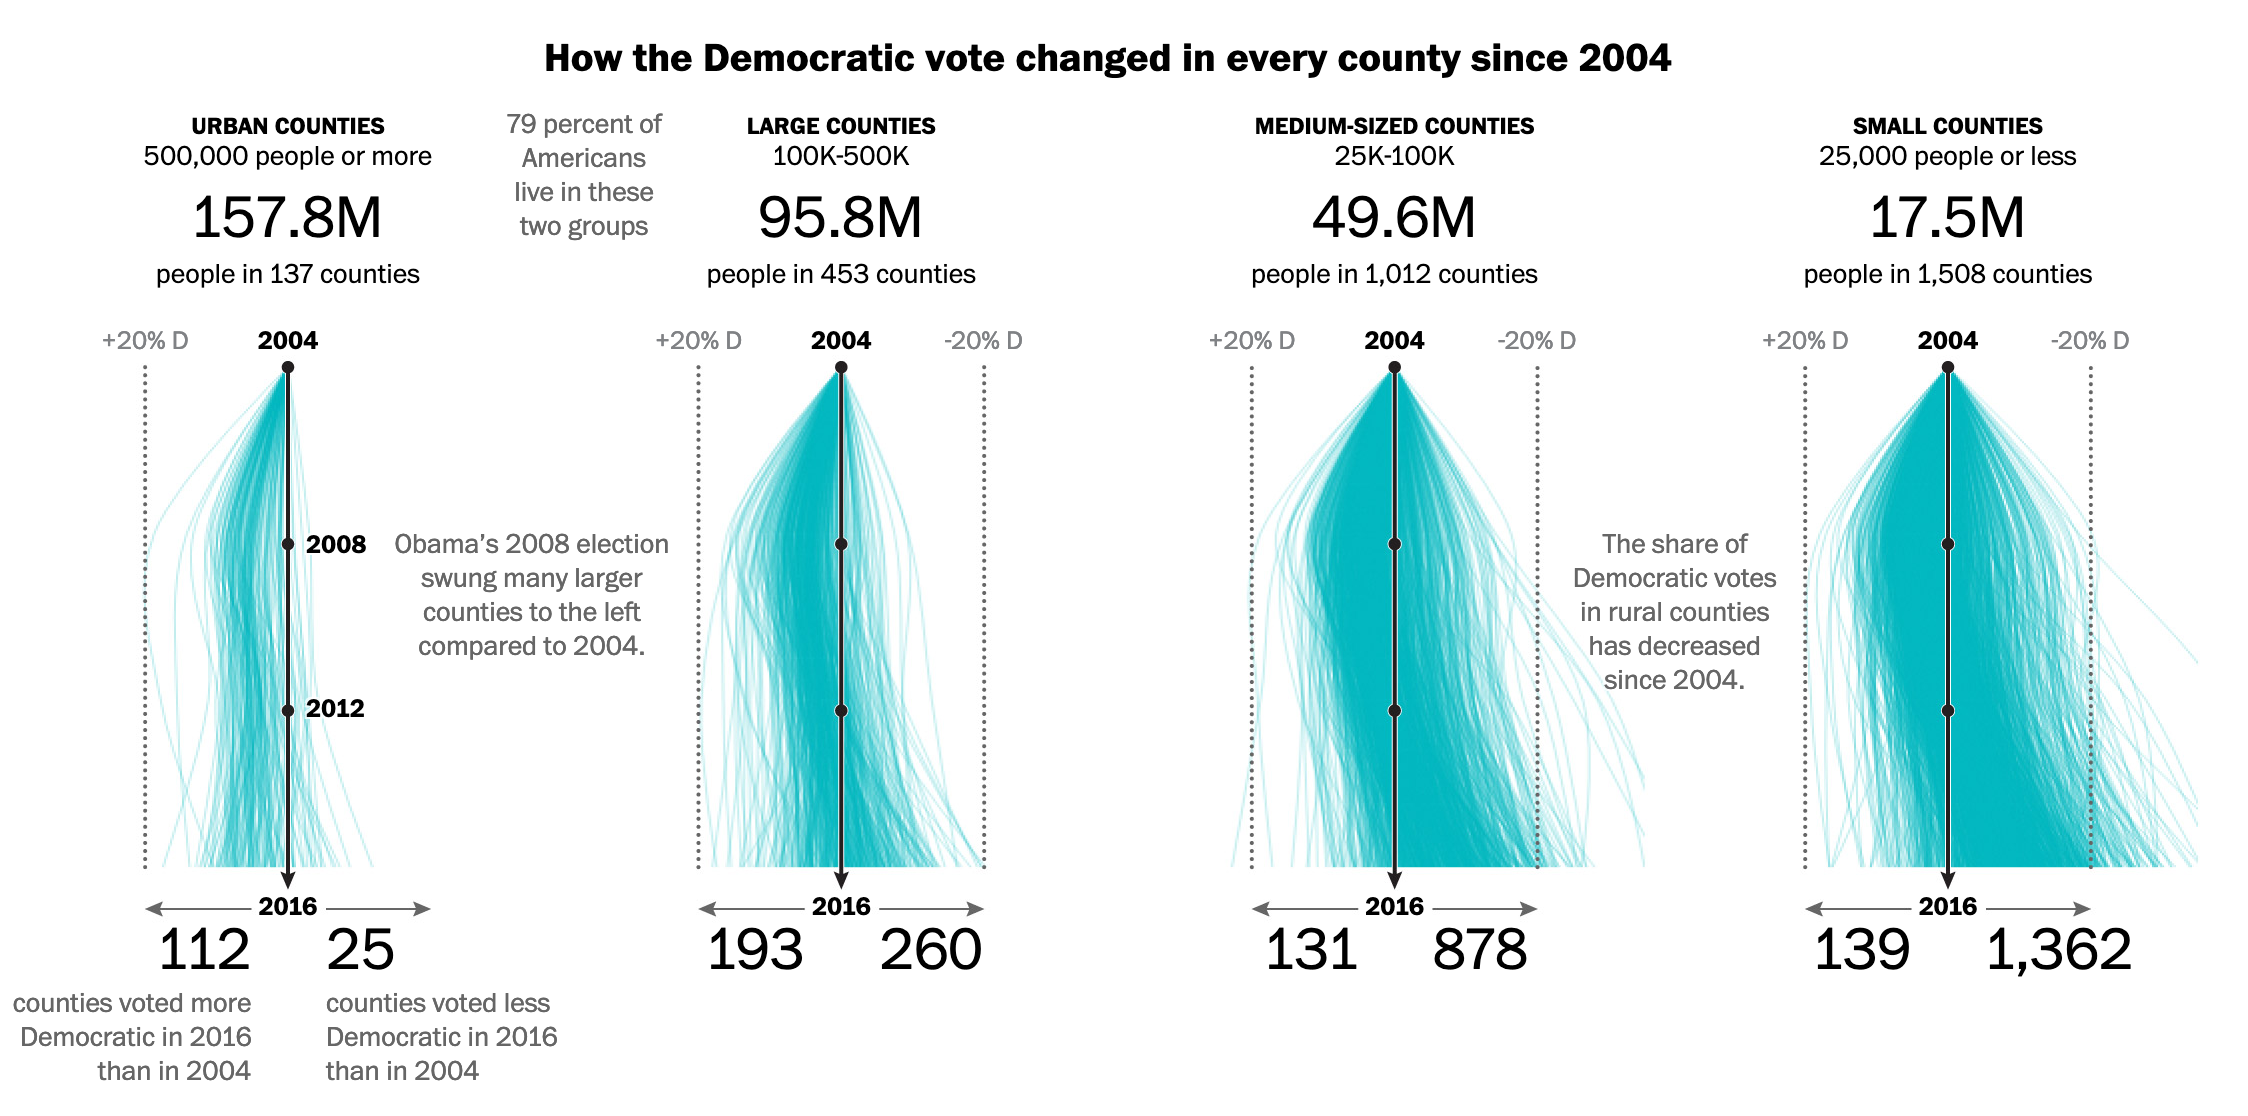 How the Democratic vote changed in every county since 2004
URBAN COUNTIES
500,000 people or more
157.8M
people in 137 counties
79 percent of
Americans
live in these
two groups
LARGE COUNTIES
100K-500K
95.8M
people in 453 counties
MEDIUM-SIZED COUNTIES
25K-100K
49.6M
people in 1,012 counties
SMALL COUNTIES
25,000 people or less
17.5M
people in 1,508 counties
+20% D
2004
+20% D
2004
-20% D
+20% D
2004
-20% D
+20% D
2004
-20% D
2008
2012
Obama’s 2008 election
swung many larger
counties to the left
compared to 2004.
The share of
Democratic votes
in rural counties
has decreased
since 2004.
2016
112
25
counties voted more
Democratic in 2016
than in 2004
counties voted less
Democratic in 2016
than in 2004
2016
193
260
2016
131
878
2016
139
1,362